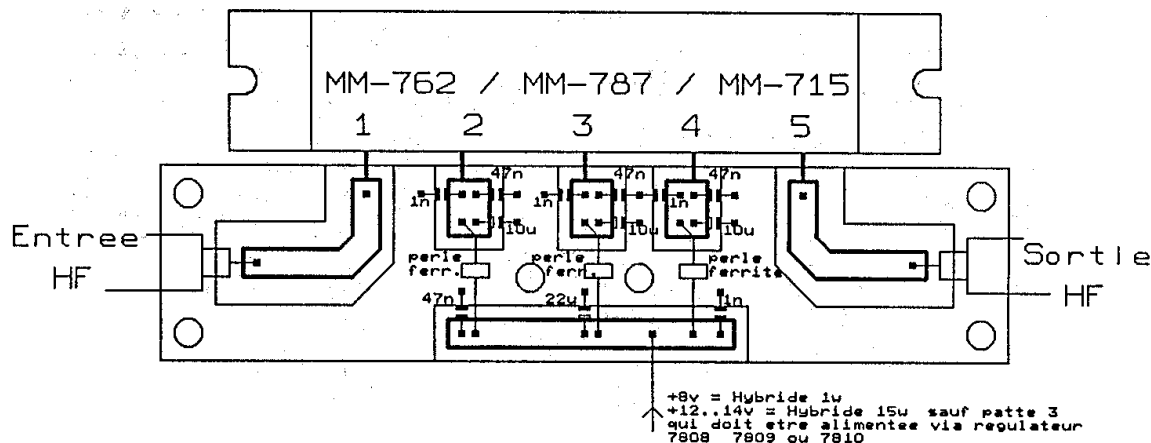 MM-762 / MM-787 / MM-715
1 2 3 4 5
47n 47n 47n
1n 1n 1n
10u 10u 10u
Entree
HF
Sortie
HF
perle
ferr.
perle
ferr.
perle
ferrite
47n 22u 1n
+8v = Hybride 1w
+12..14v = Hybride 15w sauf patte 3
qui doit etre alimentee via regulateur
7808 7809 ou 7810